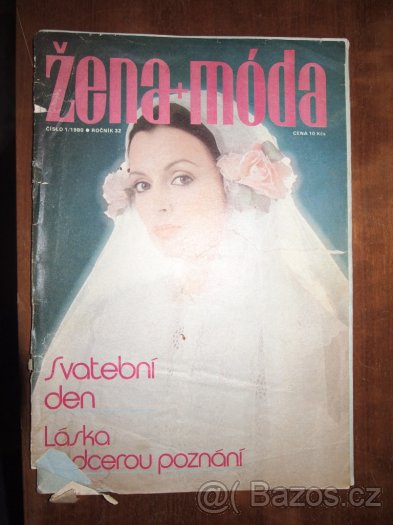 žena+móda
ČÍSLO 1/1980 ● ROČNÍK 32
CENA 10 Kčs
Svatební
den
Láska
dcerou poznání
@ Bazos.cz